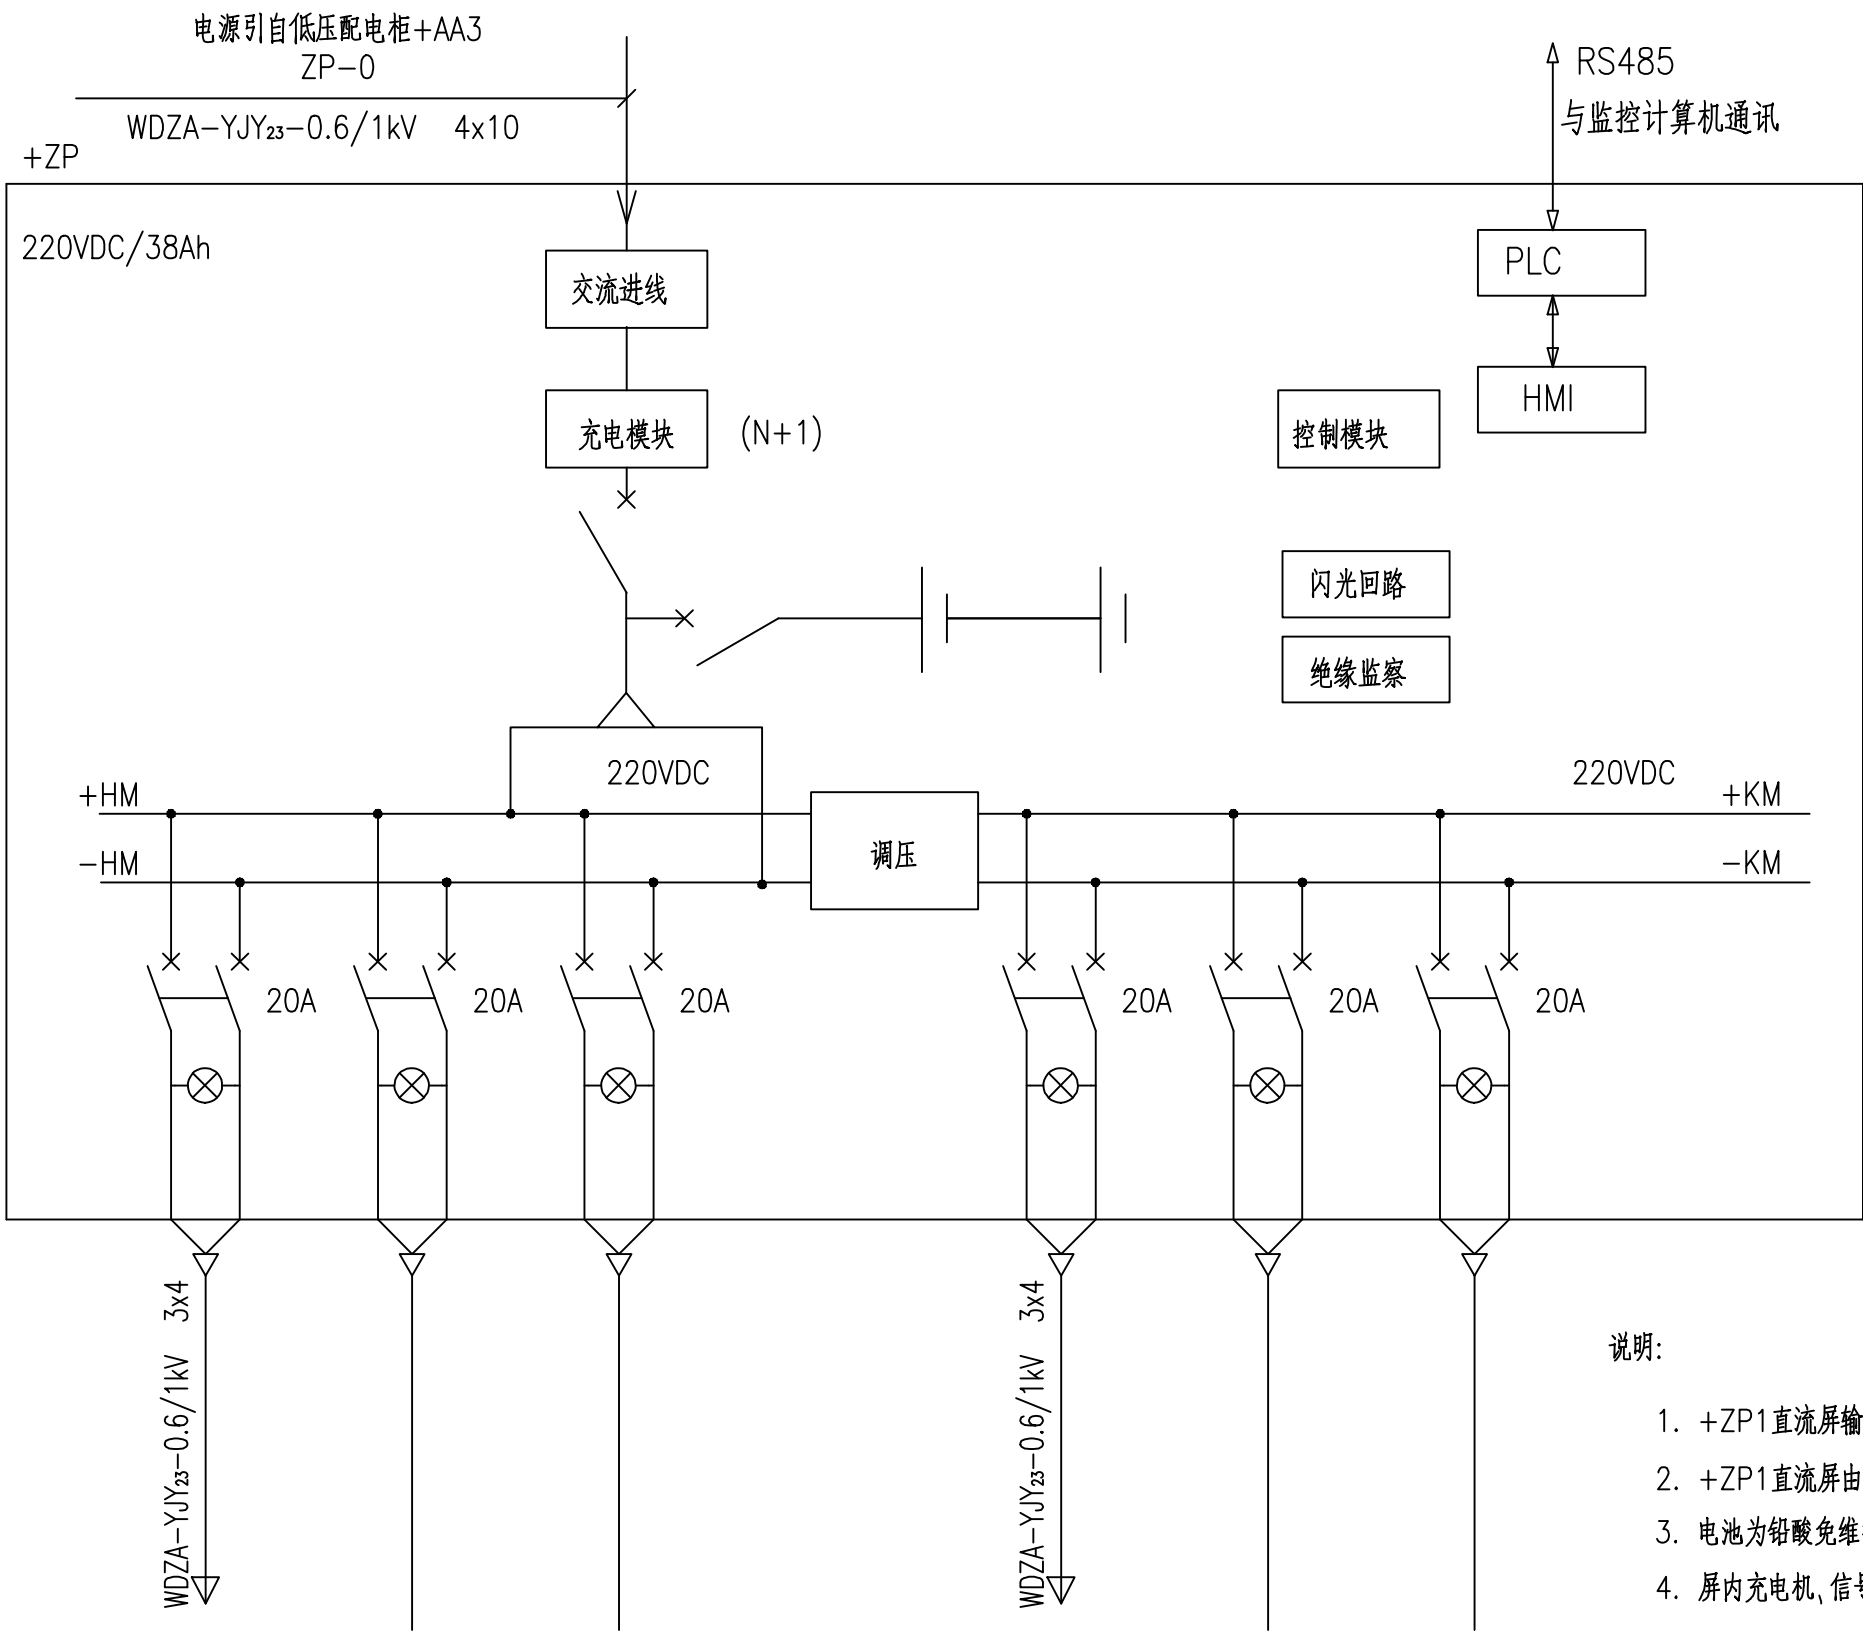 电源引自低压配电柜+AA3
ZP-0
WDZA-YJY23-0.6/1kV 4x10
+ZP
RS485
与监控计算机通讯
220VDC/38Ah
交流进线
PLC
HMI
充电模块
(N+1)
控制模块
闪光回路
绝缘监察
220VDC
220VDC
+HM
+KM
调压
-HM
-KM
20A
20A
20A
20A
20A
20A
WDZA-YJY23-0.6/1kV 3x4
WDZA-YJY23-0.6/1kV 3x4
说明:
1. +ZP1直流屏输
2. +ZP1直流屏由
3. 电池为铅酸免维
4. 屏内充电机、信